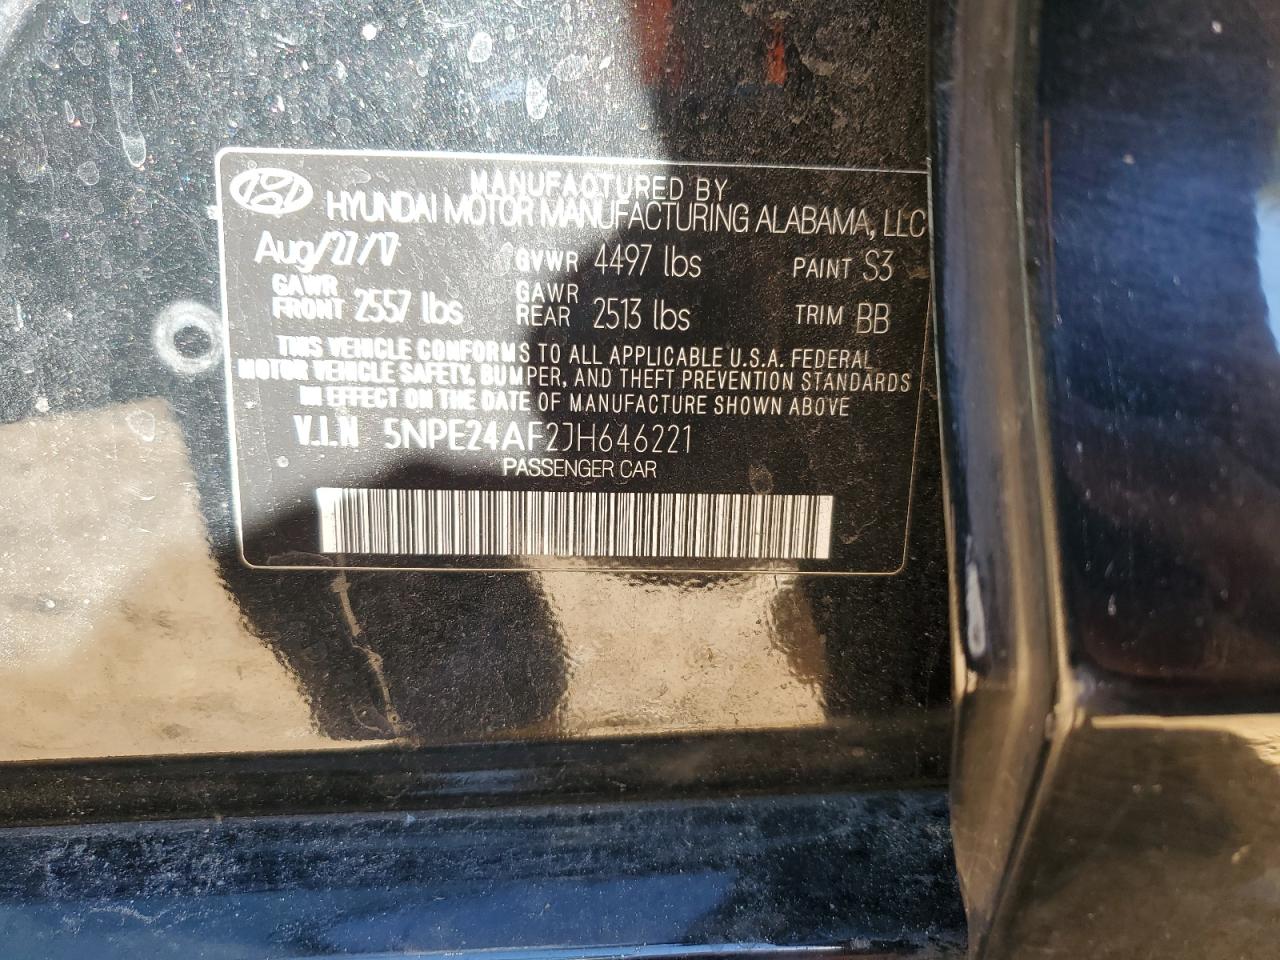 MANUFACTURED BY
HYUNDAI MOTOR MANUFACTURING ALABAMA, LLC
Aug/27/17 GVWR 4497 lbs PAINT S3
GAWR FRONT 2557 lbs GAWR REAR 2513 lbs TRIM BB
THIS VEHICLE CONFORMS TO ALL APPLICABLE U.S.A. FEDERAL
MOTOR VEHICLE SAFETY, BUMPER, AND THEFT PREVENTION STANDARDS
IN EFFECT ON THE DATE OF MANUFACTURE SHOWN ABOVE
V.I.N 5NPE24AF2JH646221
PASSENGER CAR